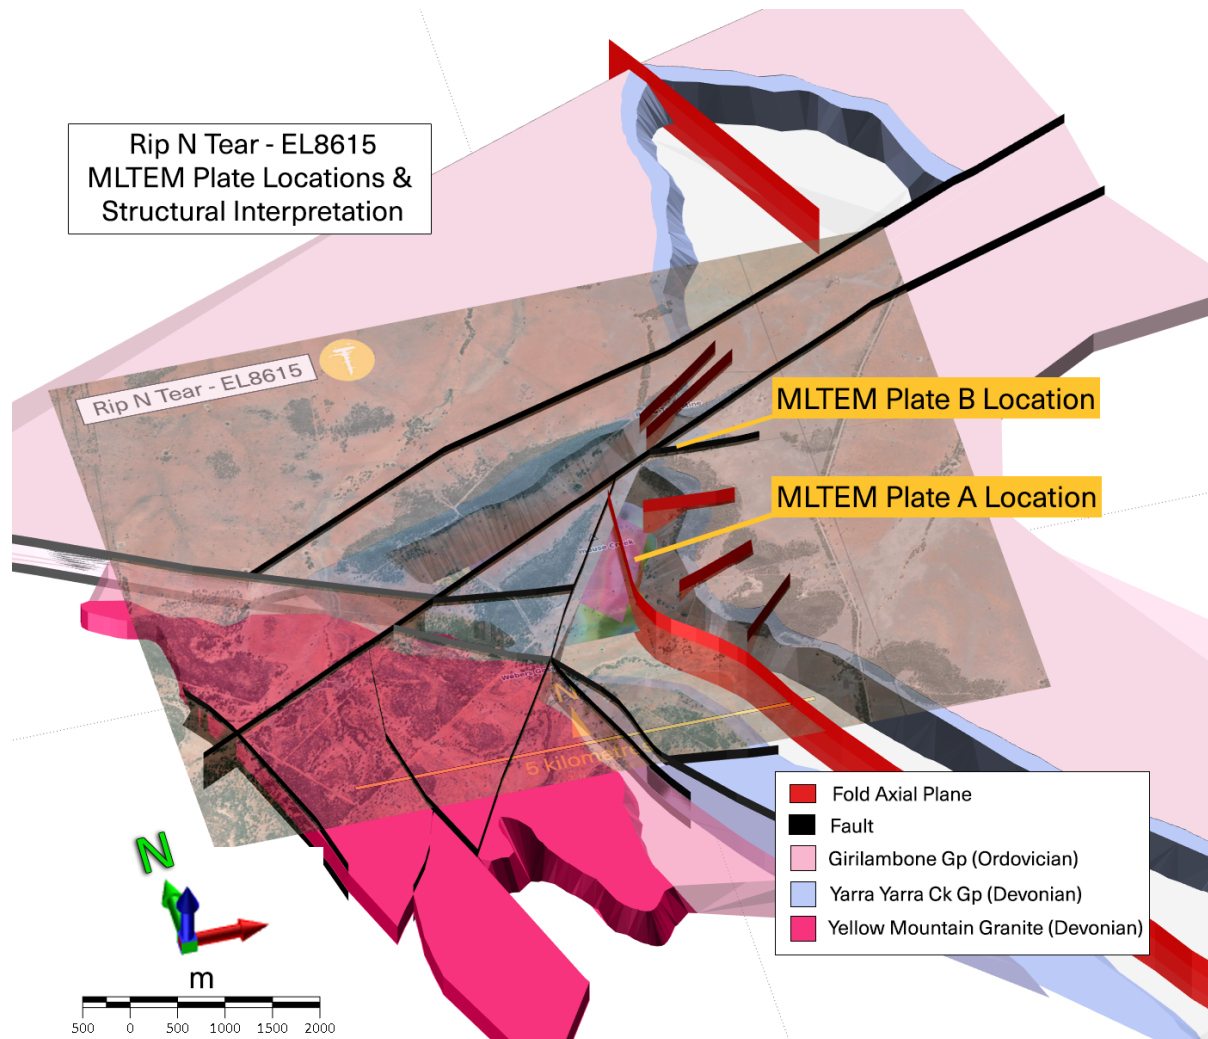 Rip N Tear - EL8615
MLTEM Plate Locations &
Structural Interpretation
Rip N Tear - EL8615
MLTEM Plate B Location
MLTEM Plate A Location
N
5 kilometres
Fold Axial Plane
Fault
Girilambone Gp (Ordovician)
Yarra Yarra Ck Gp (Devonian)
Yellow Mountain Granite (Devonian)
N
m
500 0 500 1000 1500 2000